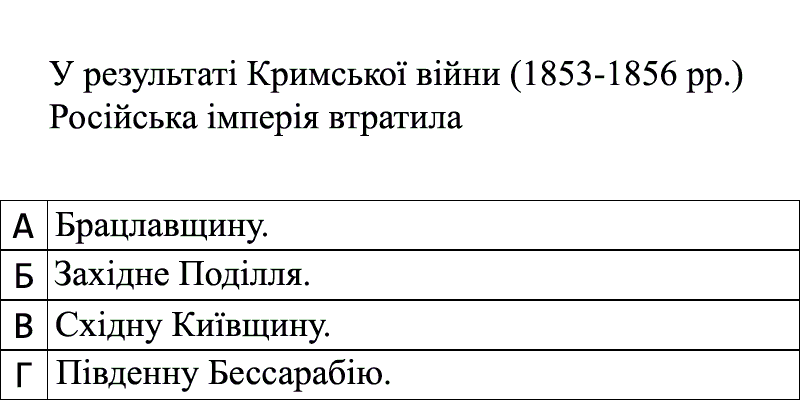 У результаті Кримської війни (1853-1856 рр.)
Російська імперія втратила
А Брацлавщину.
Б Західне Поділля.
В Східну Київщину.
Г Південну Бессарабію.